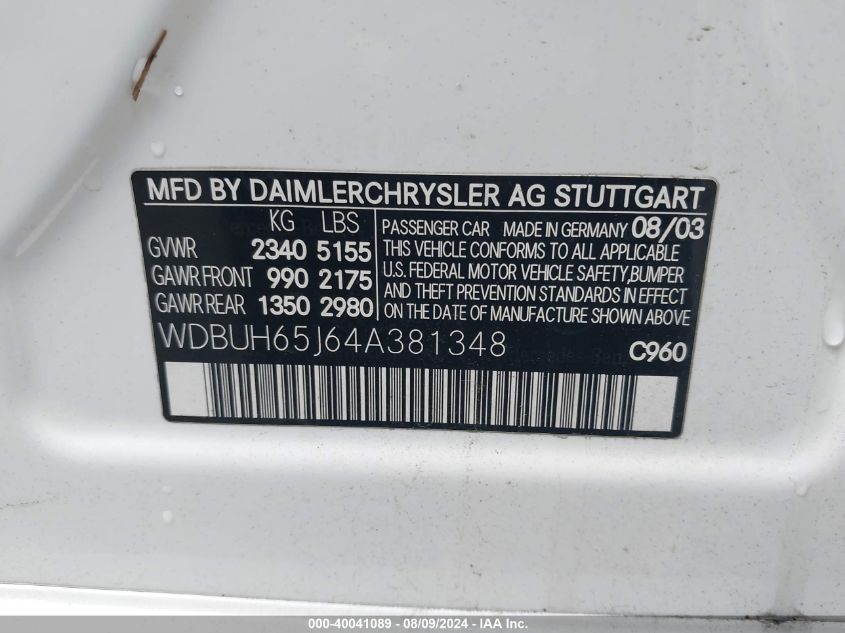 MFD BY DAIMLERCHRYSLER AG STUTTGART
KG LBS
GVWR 2340 5155
GAWR FRONT 990 2175
GAWR REAR 1350 2980
PASSENGER CAR MADE IN GERMANY 08/03
THIS VEHICLE CONFORMS TO ALL APPLICABLE
U.S. FEDERAL MOTOR VEHICLE SAFETY,BUMPER
AND THEFT PREVENTION STANDARDS IN EFFECT
ON THE DATE OF MANUFACTURE SHOWN ABOVE
WDBUH65J64A381348 C960
000-40041089 - 08/09/2024 - IAA Inc.